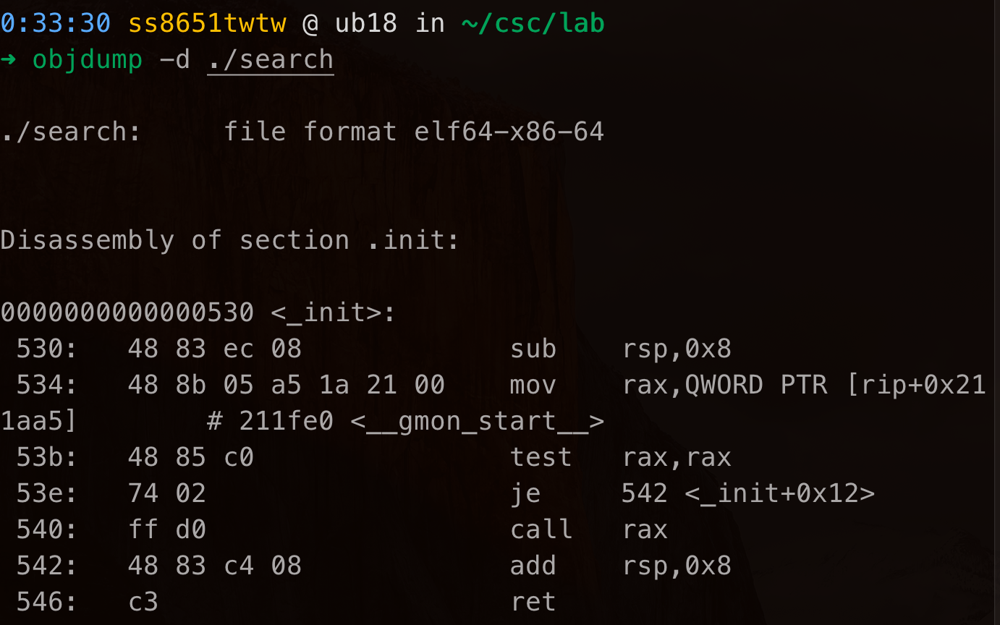 0:33:30 ss8651twtw @ ub18 in ~/csc/lab
➜ objdump -d ./search
./search:     file format elf64-x86-64
Disassembly of section .init:
0000000000000530 <_init>:
 530:   48 83 ec 08             sub    rsp,0x8
 534:   48 8b 05 a5 1a 21 00    mov    rax,QWORD PTR [rip+0x21
1aa5]        # 211fe0 <__gmon_start__>
 53b:   48 85 c0                test   rax,rax
 53e:   74 02                   je     542 <_init+0x12>
 540:   ff d0                   call   rax
 542:   48 83 c4 08             add    rsp,0x8
 546:   c3                      ret